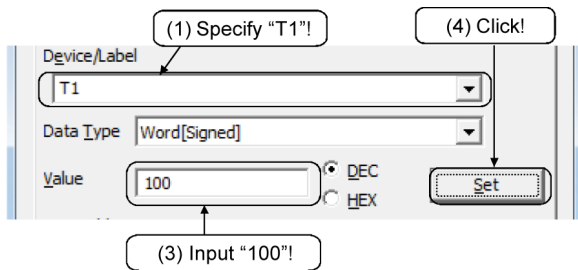 (1) Specify “T1”!
(4) Click!
Device/Label
T1
Data Type Word[Signed]
Value 100 DEC
HEX
Set
(3) Input “100”!